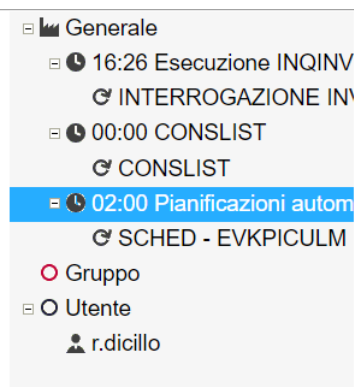 Generale
16:26 Esecuzione INQINV
INTERROGAZIONE INV
00:00 CONSLIST
CONSLIST
02:00 Pianificazioni autom
SCHED - EVKPICULM
Gruppo
Utente
r.dicillo